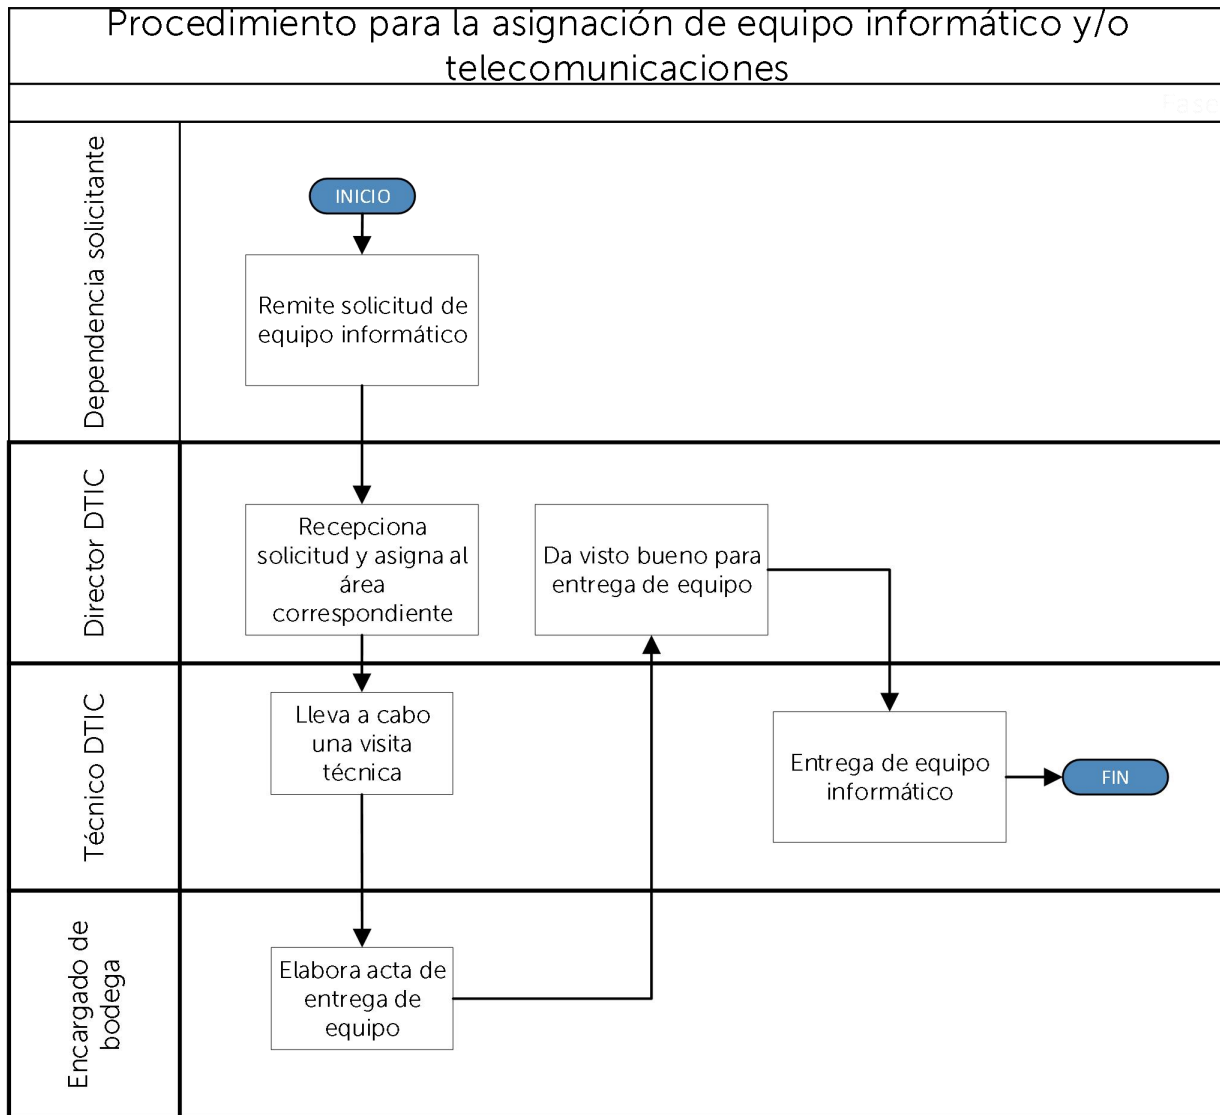 Procedimiento para la asignación de equipo informático y/o
telecomunicaciones
Fase
Dependencia solicitante
INICIO
Remite solicitud de
equipo informático
Director DTIC
Recepciona
solicitud y asigna al
área
correspondiente
Da visto bueno para
entrega de equipo
Técnico DTIC
Lleva a cabo
una visita
técnica
Entrega de equipo
informático
FIN
Encargado de
bodega
Elabora acta de
entrega de
equipo